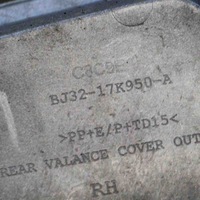 BJ32-17K950-A
>PP+E/P+TD15<
REAR VALANCE COVER OUT
RH